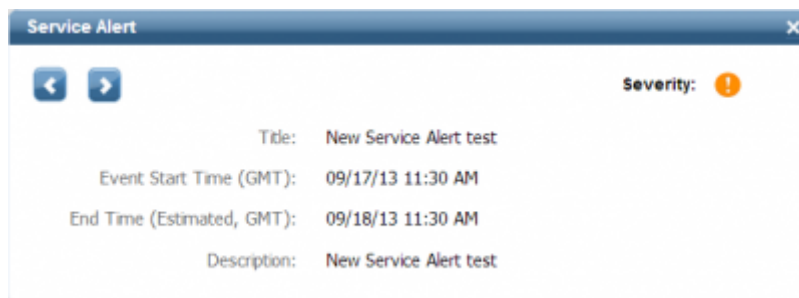 Service Alert
Severity:
Title: New Service Alert test
Event Start Time (GMT): 09/17/13 11:30 AM
End Time (Estimated, GMT): 09/18/13 11:30 AM
Description: New Service Alert test